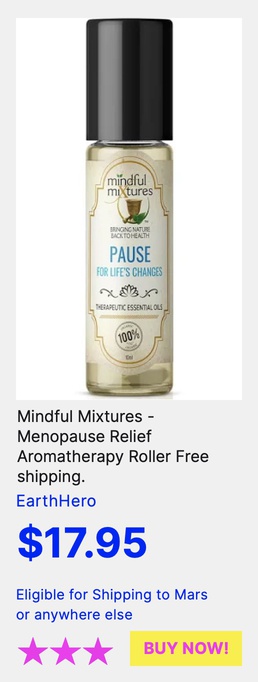 mindful
mixtures
BRINGING NATURE
BACK TO HEALTH
PAUSE
FOR LIFE'S CHANGES
THERAPEUTIC ESSENTIAL OILS
100%
10ml
Mindful Mixtures -
Menopause Relief
Aromatherapy Roller Free
shipping.
EarthHero
$17.95
Eligible for Shipping to Mars
or anywhere else
BUY NOW!